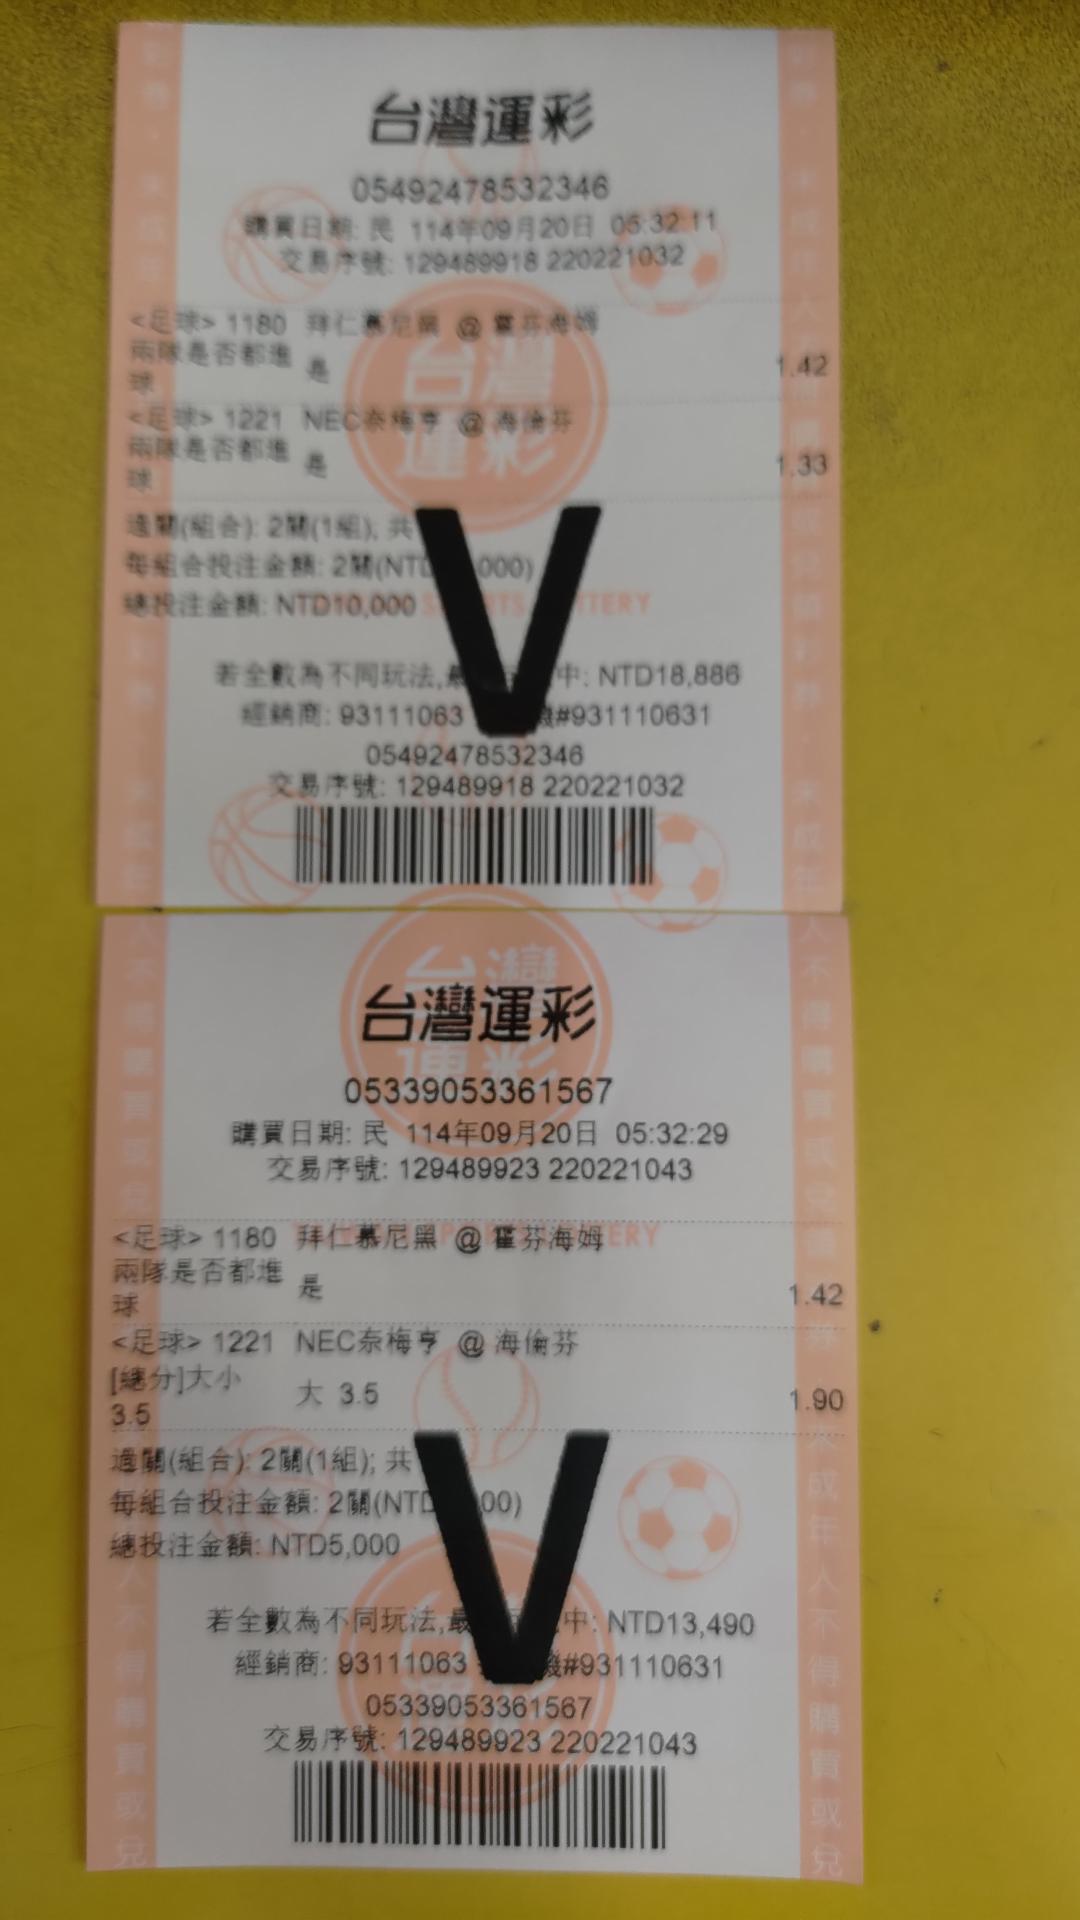 台灣運彩
05492478532346
購買日期: 民 114年09月20日 05:32:11
交易序號: 129489918 220221032
<足球> 1180 拜仁慕尼黑 @ 霍芬海姆
兩隊是否都進
球 是 1.42
<足球> 1221 NEC奈梅亨 @ 海倫芬
兩隊是否都進
球 是 1.33
過關(組合): 2關(1組); 共
每組合投注金額: 2關(NTD 000)
總投注金額: NTD10,000
若全數為不同玩法,最 中: NTD18,886
經銷商: 93111063 機#931110631
05492478532346
交易序號: 129489918 220221032
V
台灣運彩
05339053361567
購買日期: 民 114年09月20日 05:32:29
交易序號: 129489923 220221043
<足球> 1180 拜仁慕尼黑 @ 霍芬海姆
兩隊是否都進
球 是 1.42
<足球> 1221 NEC奈梅亨 @ 海倫芬
[總分]大小
3.5 大 3.5 1.90
過關(組合): 2關(1組); 共
每組合投注金額: 2關(NTD 00)
總投注金額: NTD5,000
若全數為不同玩法,最 中: NTD13,490
經銷商: 93111063 機#931110631
05339053361567
交易序號: 129489923 220221043
V